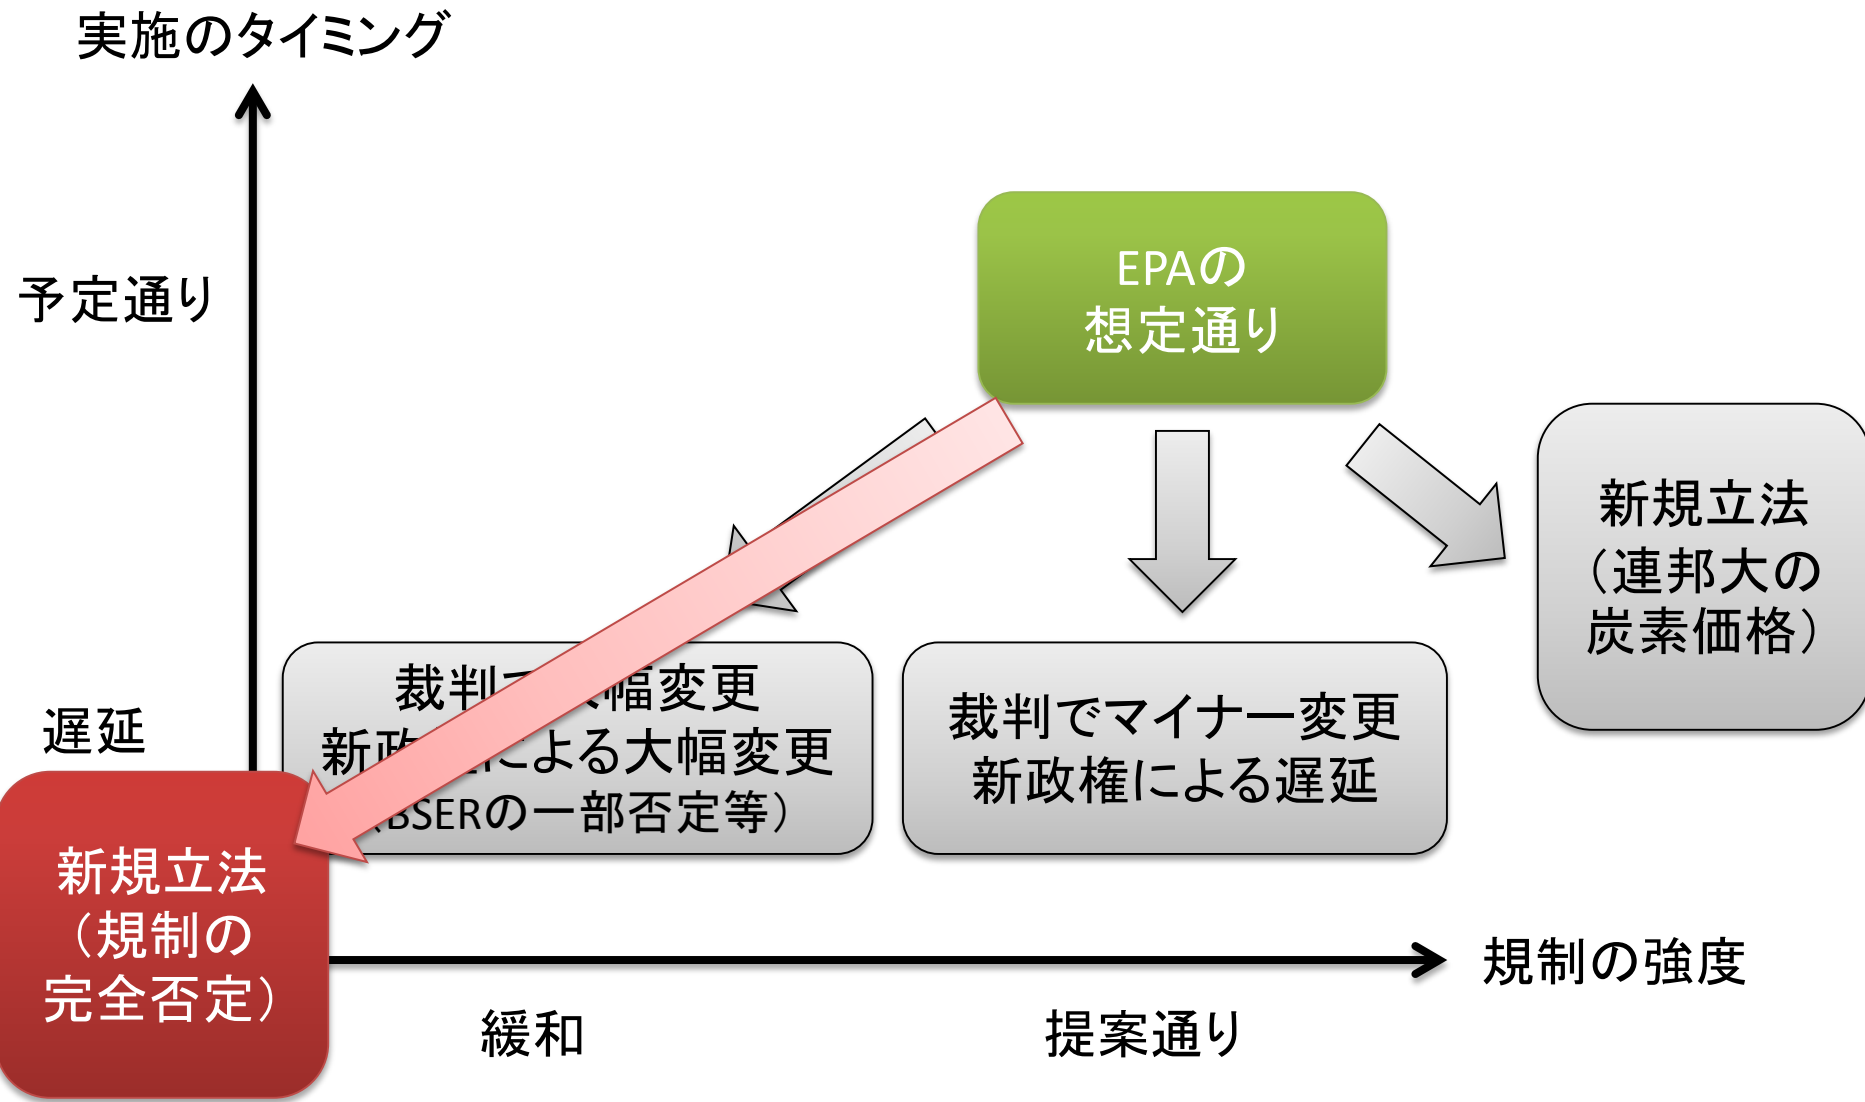 実施のタイミング
予定通り
EPAの
想定通り
新規立法
（連邦大の
炭素価格）
裁判で大幅変更
新政権による大幅変更
（BSERの一部否定等）
裁判でマイナー変更
新政権による遅延
遅延
新規立法
（規制の
完全否定）
規制の強度
緩和
提案通り